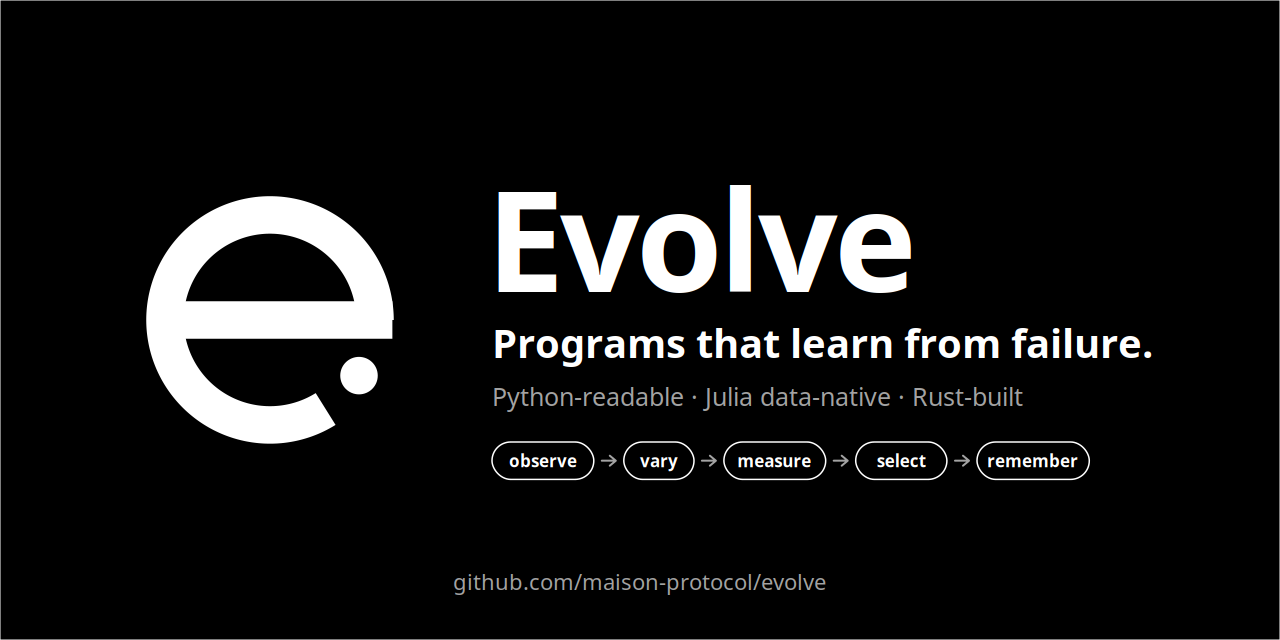 e.
Evolve
Programs that learn from failure.
Python-readable · Julia data-native · Rust-built
observe → vary → measure → select → remember
github.com/maison-protocol/evolve